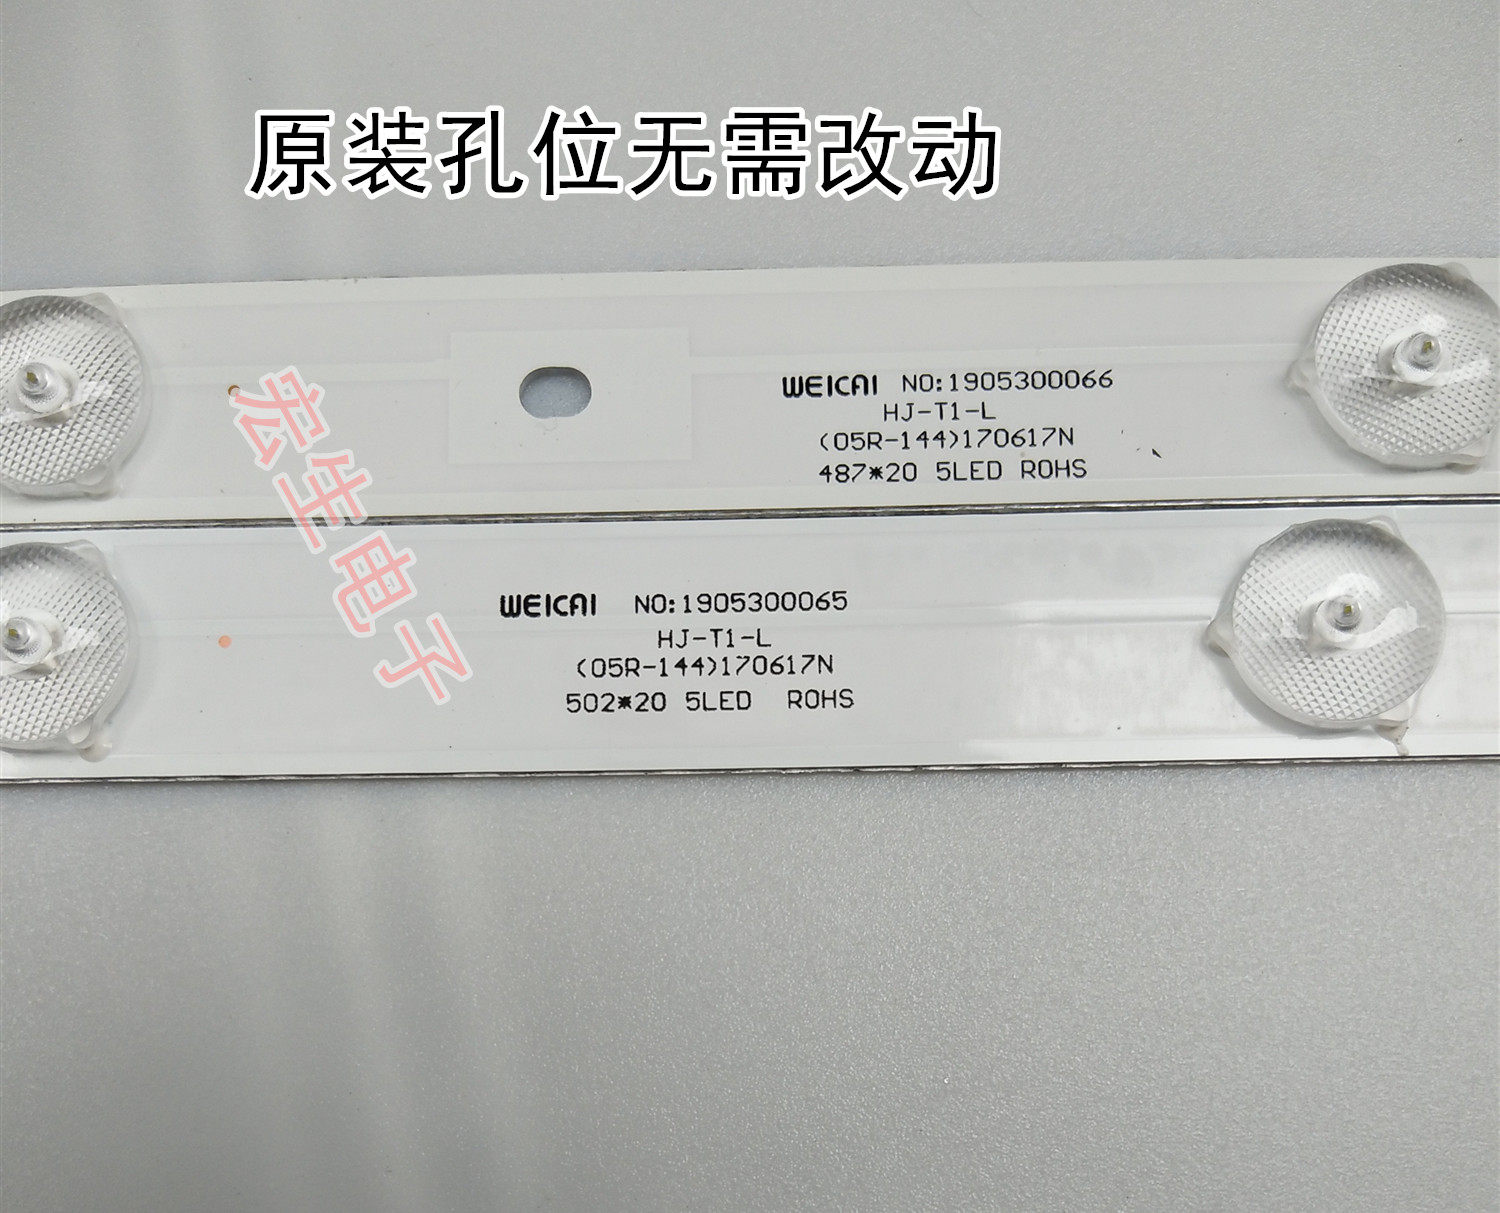 原装孔位无需改动
WEICAI NO:1905300066
HJ-T1-L
(05R-144)170617N
487*20 5LED ROHS
宏生电子
WEICAI NO:1905300065
HJ-T1-L
(05R-144)170617N
502*20 5LED ROHS